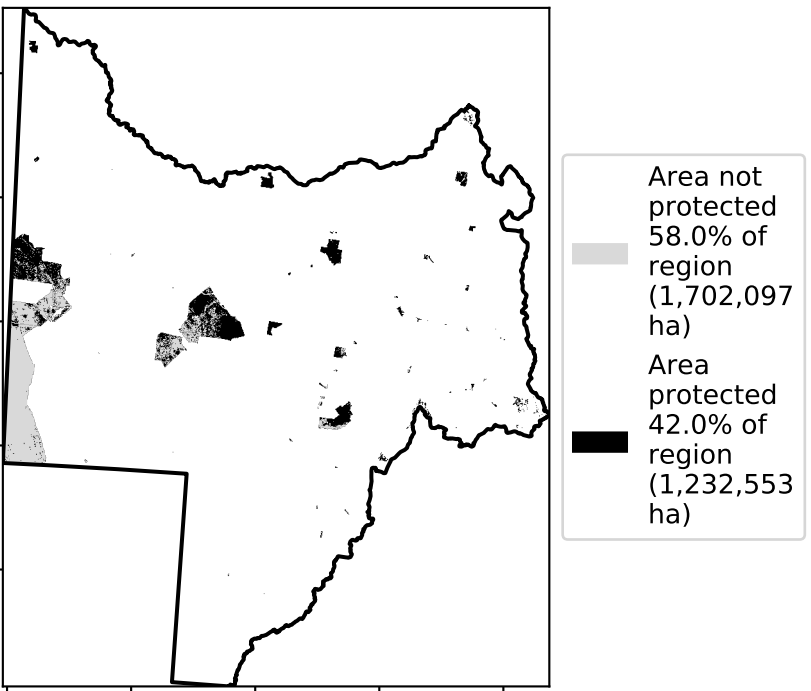 Area not
protected
58.0% of
region
(1,702,097
ha)
Area
protected
42.0% of
region
(1,232,553
ha)